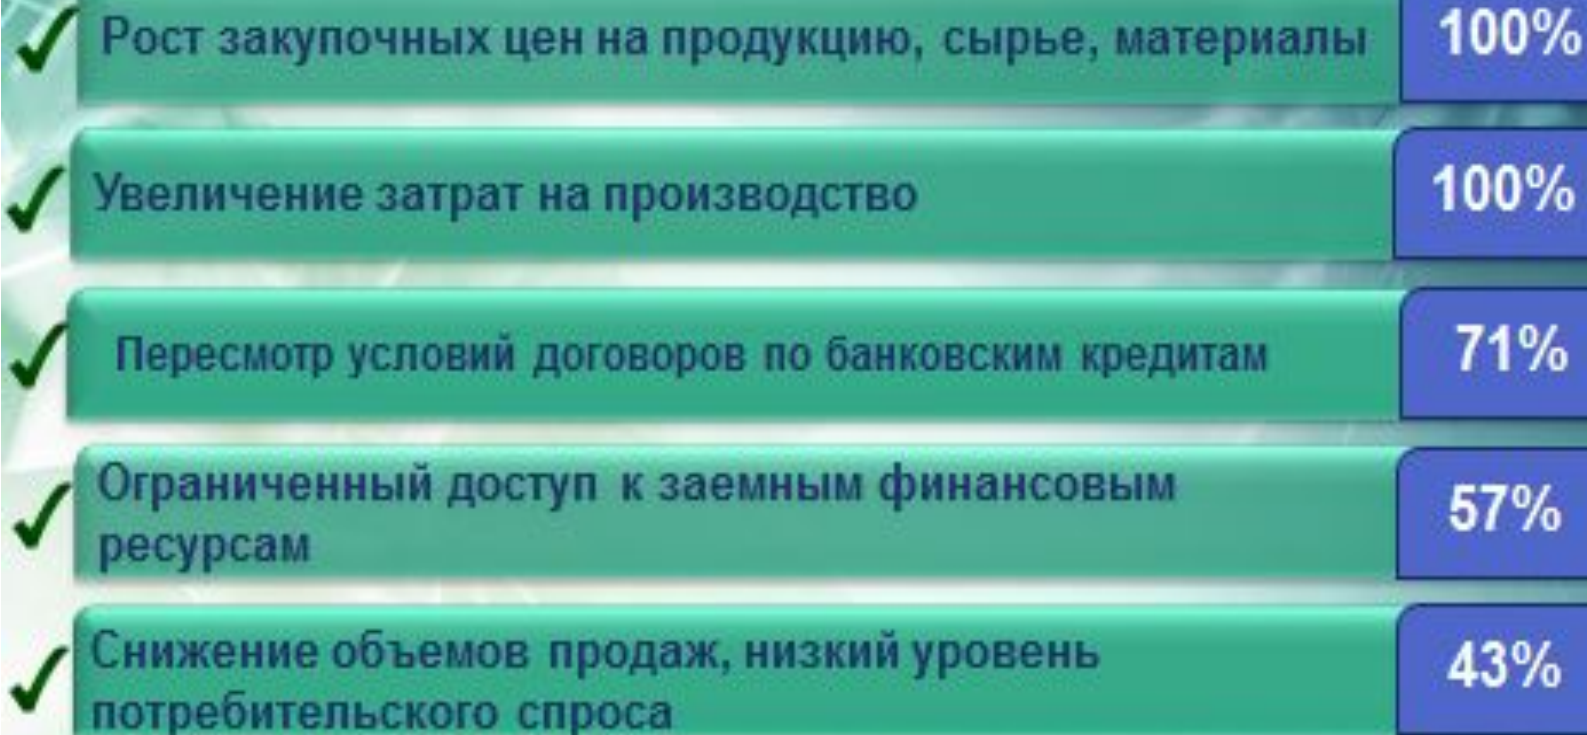 Рост закупочных цен на продукцию, сырье, материалы 100%
Увеличение затрат на производство 100%
Пересмотр условий договоров по банковским кредитам 71%
Ограниченный доступ к заемным финансовым
ресурсам 57%
Снижение объемов продаж, низкий уровень
потребительского спроса 43%